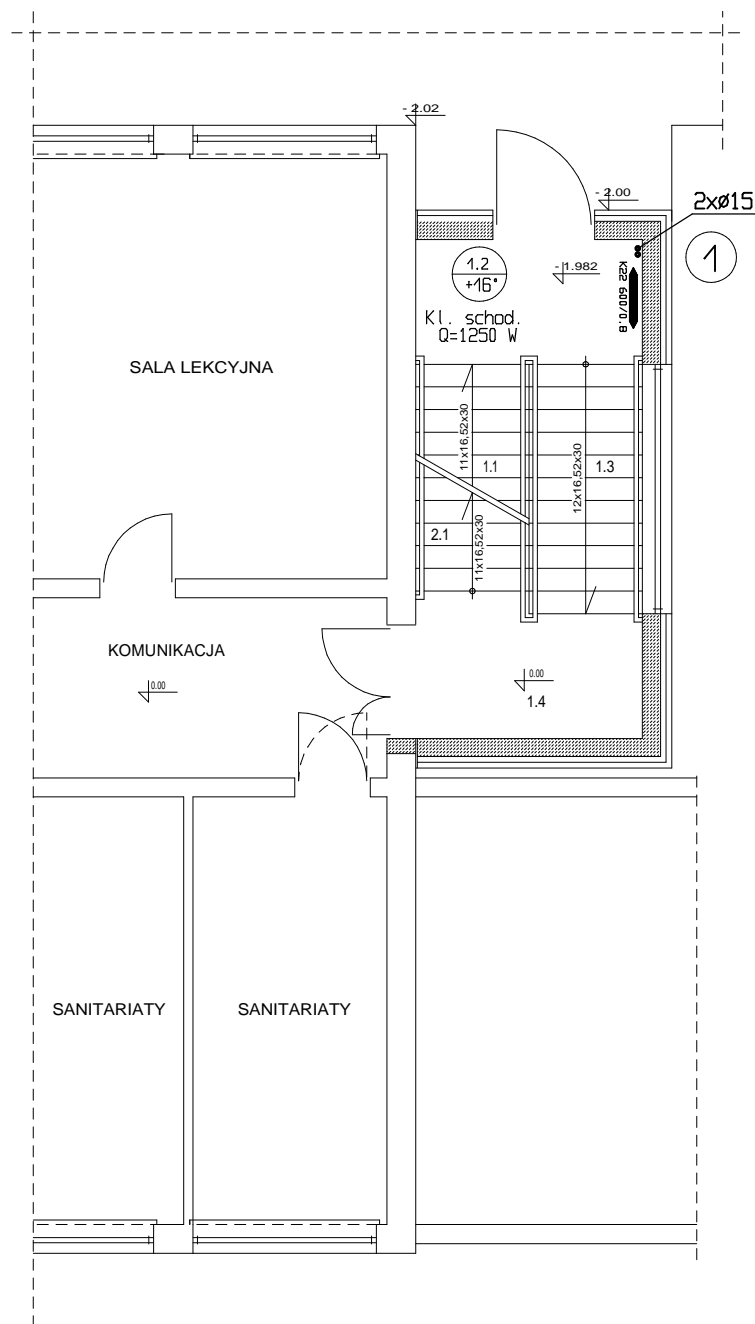 - 2.02
- 2.00
2xø15
1
1.2
+16°
- 1.982
K22 600/0.8
Kl. schod.
Q=1250 W
SALA LEKCYJNA
11x16,52x30
1.1
12x16,52x30
1.3
2.1
11x16,52x30
KOMUNIKACJA
0.00
0.00
1.4
SANITARIATY
SANITARIATY